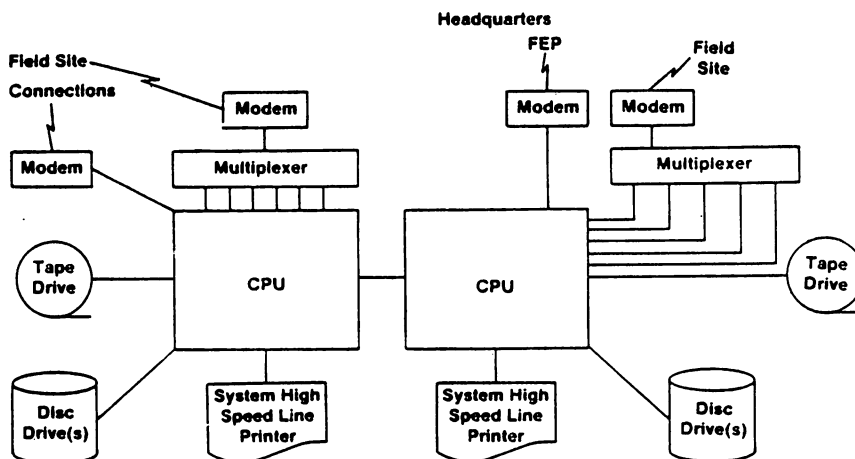 Headquarters
FEP
Field Site
Connections
Field
Site
Modem
Modem
Modem
Modem
Multiplexer
Multiplexer
CPU
CPU
Tape
Drive
Tape
Drive
Disc
Drive(s)
System High
Speed Line
Printer
System High
Speed Line
Printer
Disc
Drive(s)